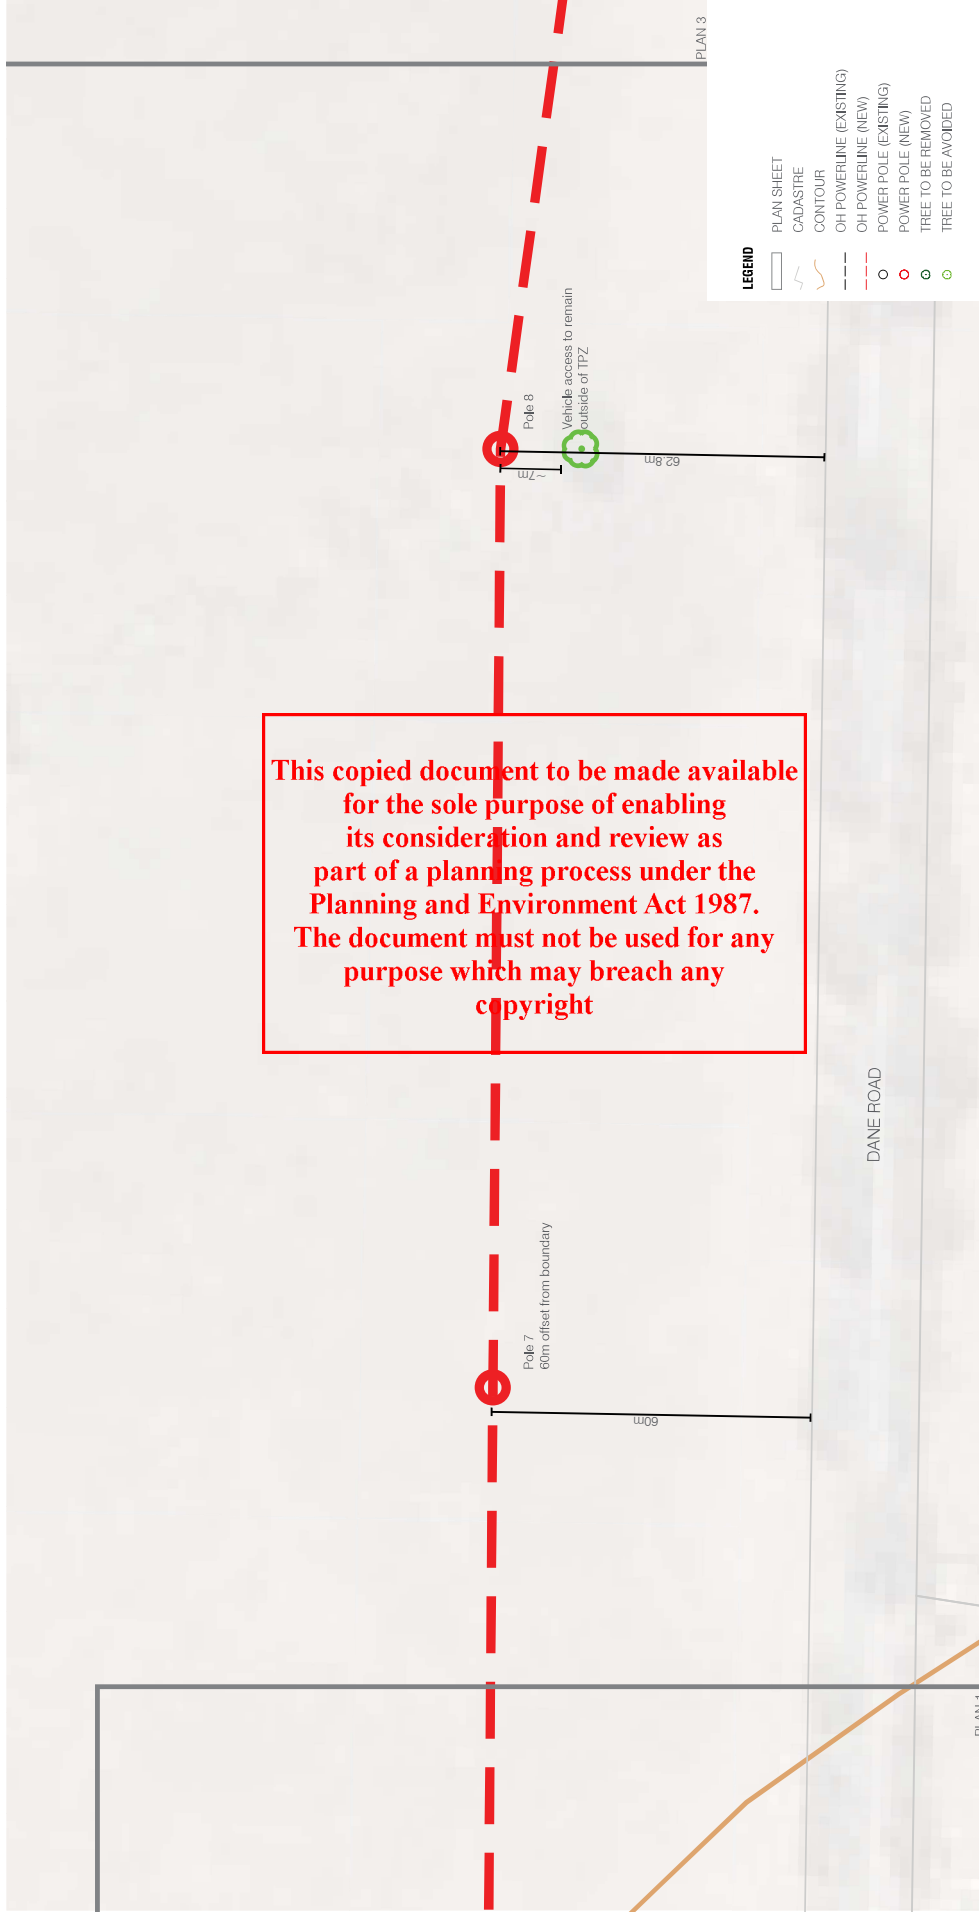 PLAN 3
LEGEND
PLAN SHEET
CADASTRE
CONTOUR
OH POWERLINE (EXISTING)
OH POWERLINE (NEW)
POWER POLE (EXISTING)
POWER POLE (NEW)
TREE TO BE REMOVED
TREE TO BE AVOIDED
Pole 8
Vehicle access to remain
outside of TPZ
~7m
62.8m
This copied document to be made available
for the sole purpose of enabling
its consideration and review as
part of a planning process under the
Planning and Environment Act 1987.
The document must not be used for any
purpose which may breach any
copyright
DANE ROAD
Pole 7
60m offset from boundary
60m
PLAN 1